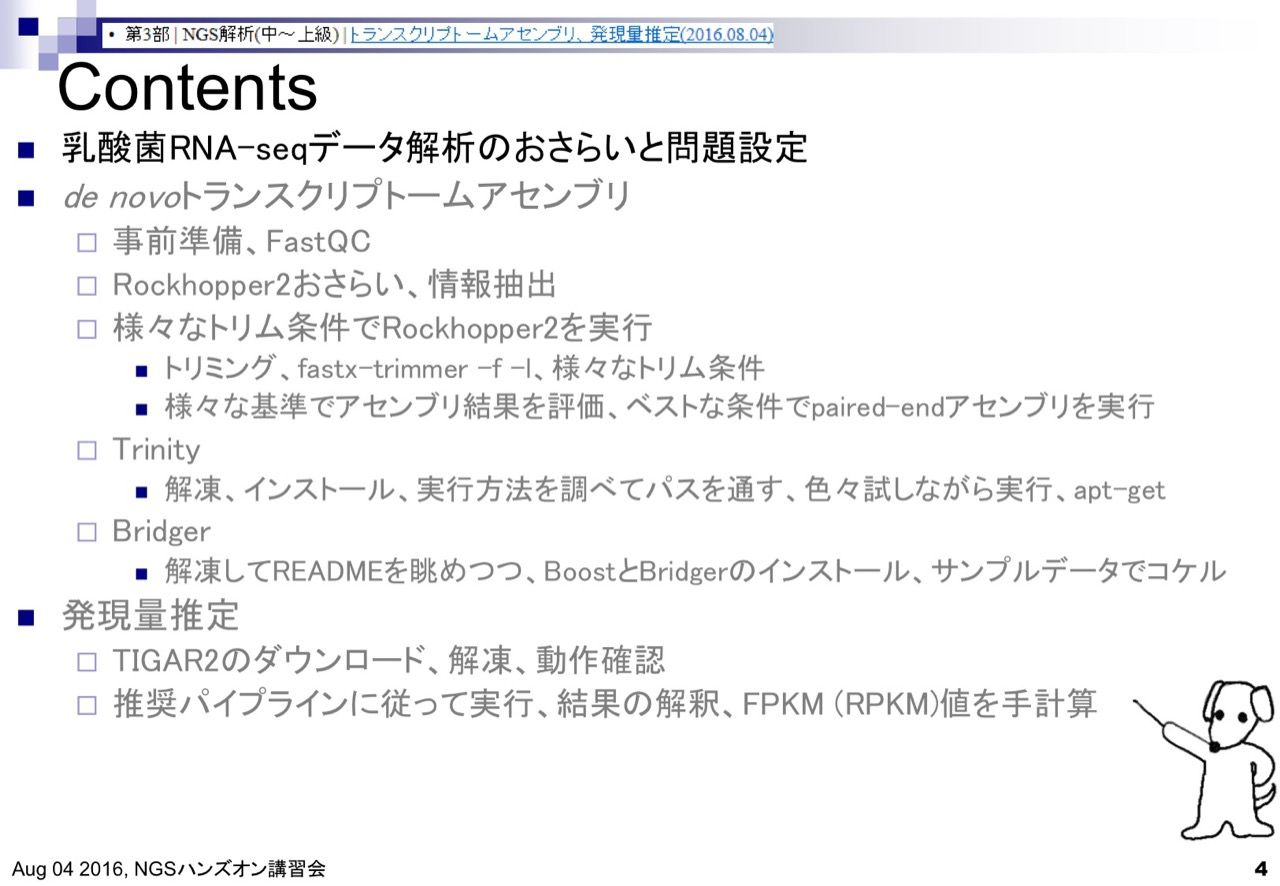 • 第3部 | NGS解析(中～上級) | トランスクリプトームアセンブリ、発現量推定(2016.08.04)
Contents
乳酸菌RNA-seqデータ解析のおさらいと問題設定
de novoトランスクリプトームアセンブリ
事前準備、FastQC
Rockhopper2おさらい、情報抽出
様々なトリム条件でRockhopper2を実行
トリミング、fastx-trimmer -f -l、様々なトリム条件
様々な基準でアセンブリ結果を評価、ベストな条件でpaired-endアセンブリを実行
Trinity
解凍、インストール、実行方法を調べてパスを通す、色々試しながら実行、apt-get
Bridger
解凍してREADMEを眺めつつ、BoostとBridgerのインストール、サンプルデータでコケル
発現量推定
TIGAR2のダウンロード、解凍、動作確認
推奨パイプラインに従って実行、結果の解釈、FPKM (RPKM)値を手計算
Aug 04 2016, NGSハンズオン講習会
4